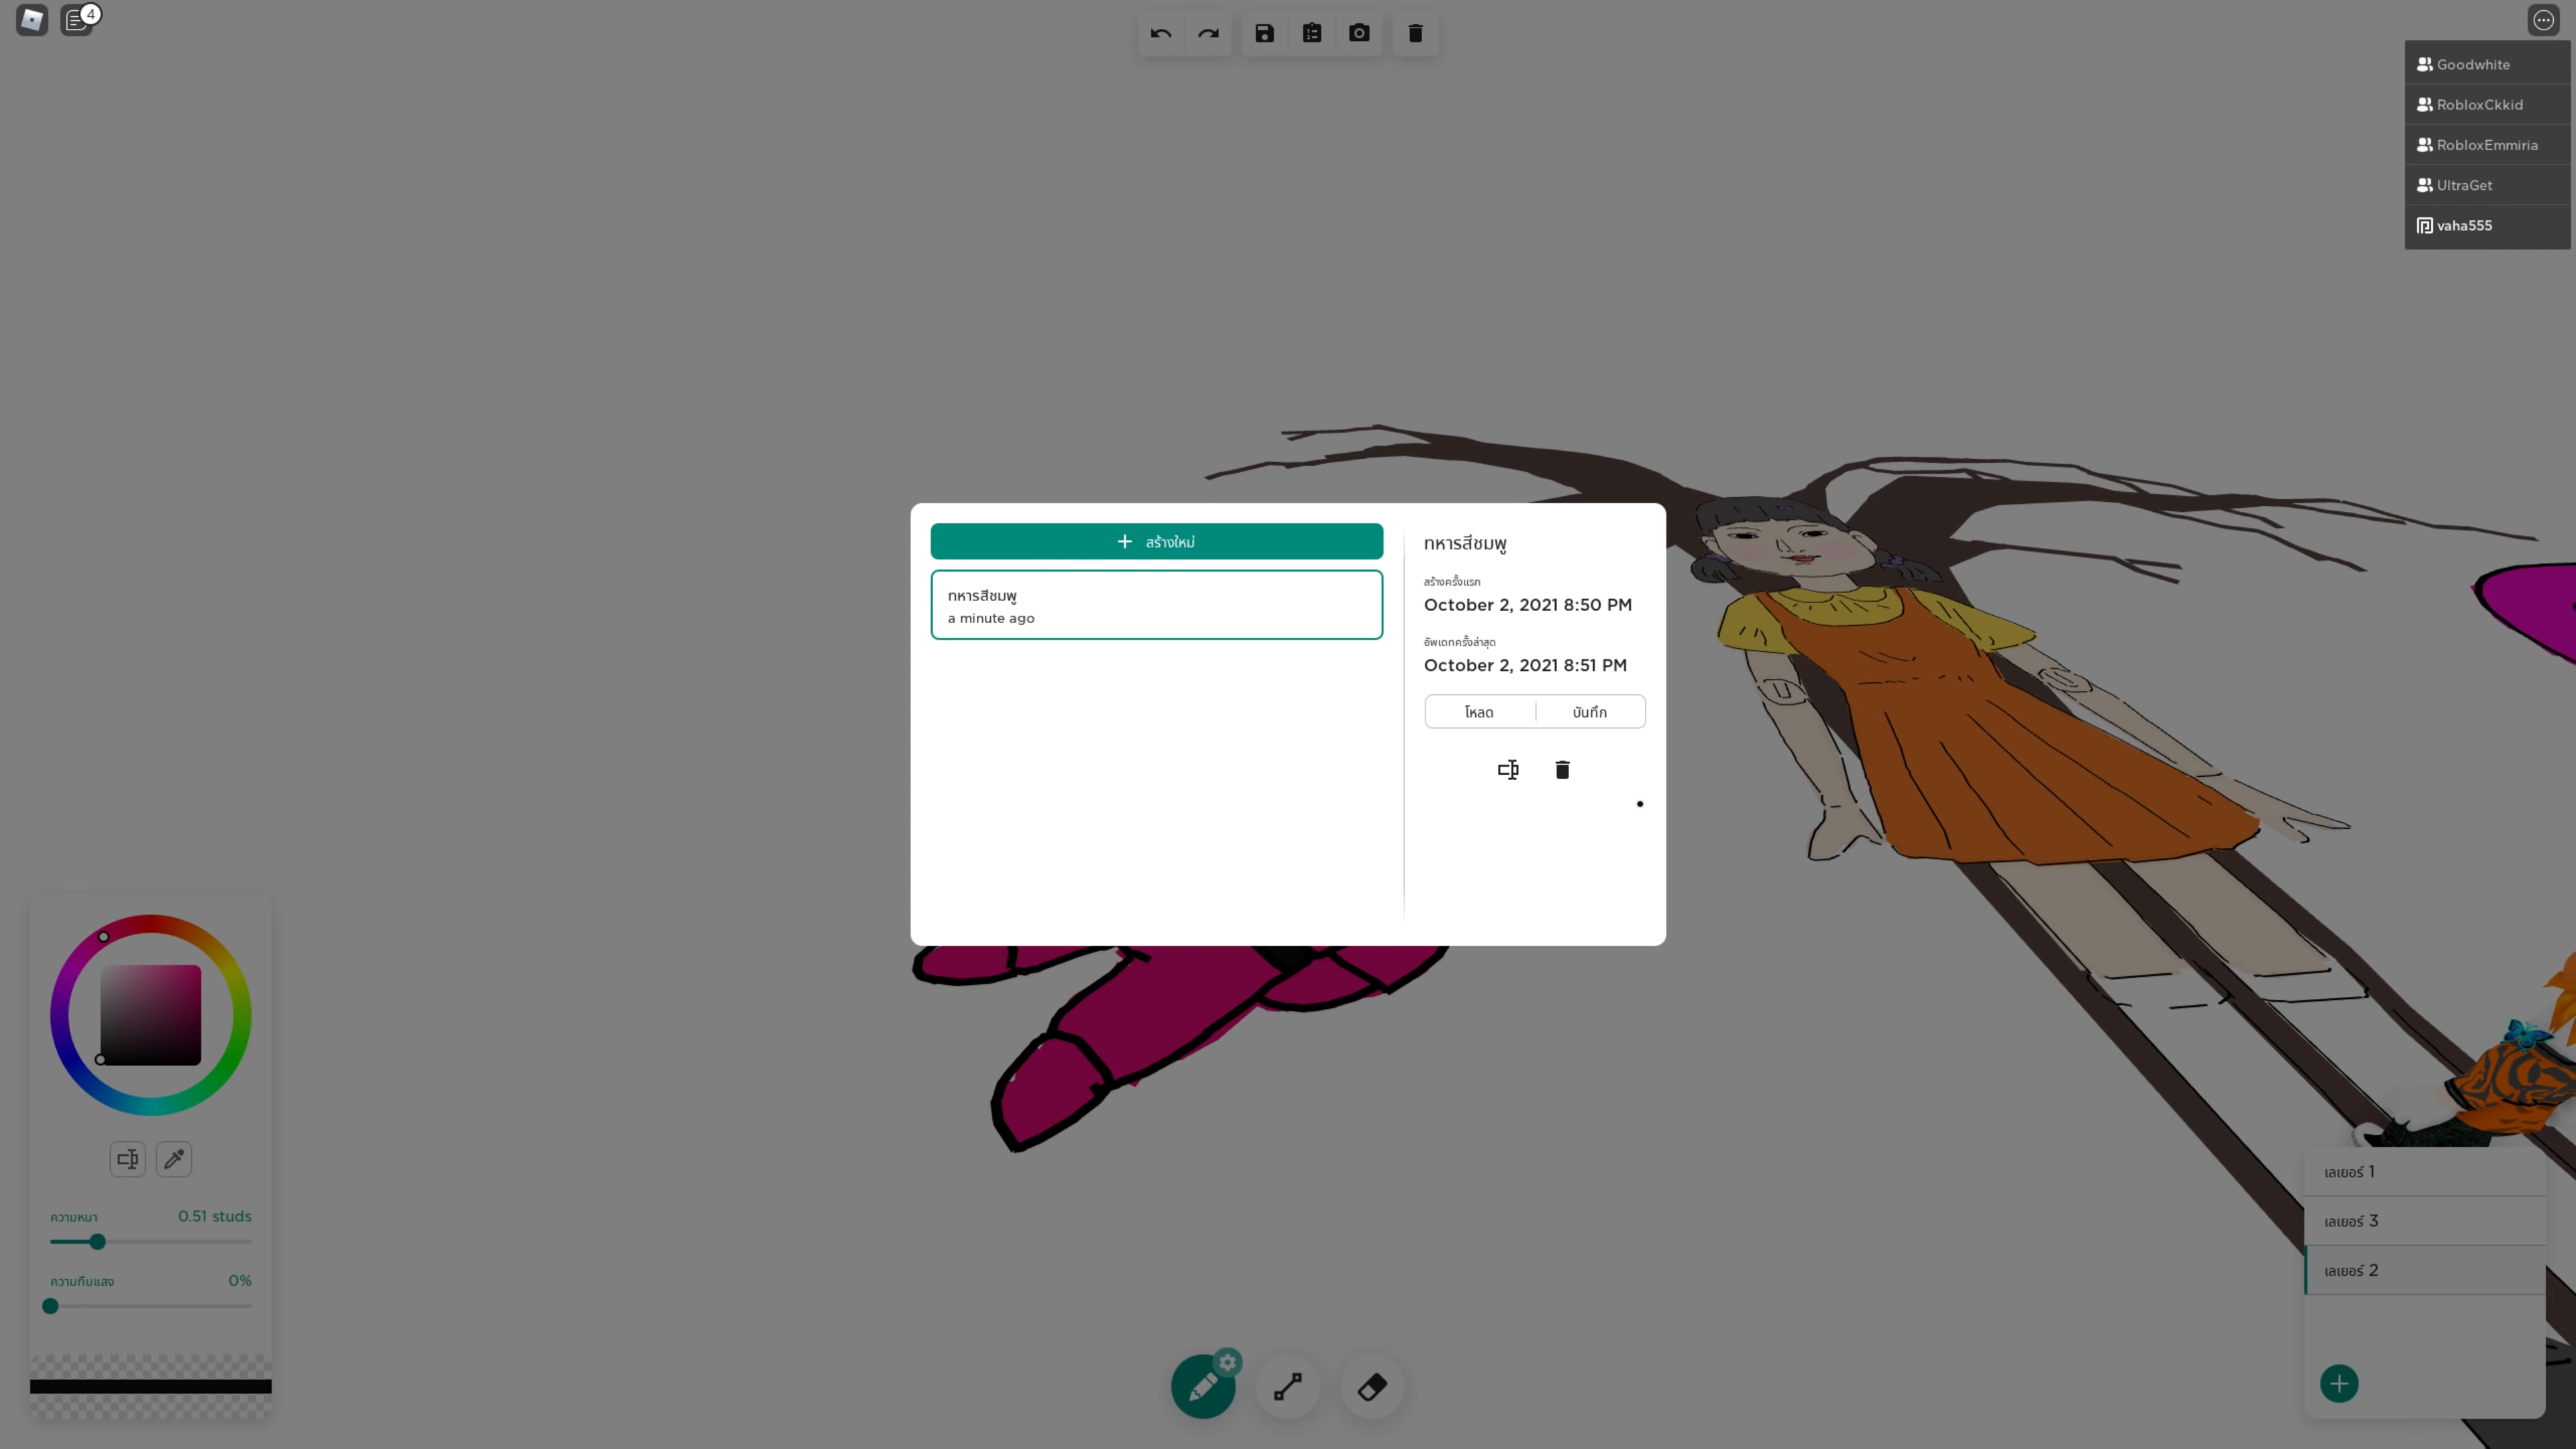 4
Goodwhite
RobloxCkkid
RobloxEmmiria
UltraGet
vaha555
สร้างใหม่
ทหารสีชมพู
a minute ago
ทหารสีชมพู
สร้างครั้งแรก
October 2, 2021 8:50 PM
อัพเดทครั้งล่าสุด
October 2, 2021 8:51 PM
โหลด
บันทึก
ความหนา
0.51 studs
ความทึบแสง
0%
เลเยอร์ 1
เลเยอร์ 3
เลเยอร์ 2